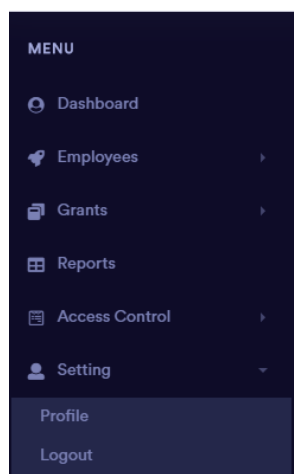 MENU
Dashboard
Employees
Grants
Reports
Access Control
Setting
Profile
Logout